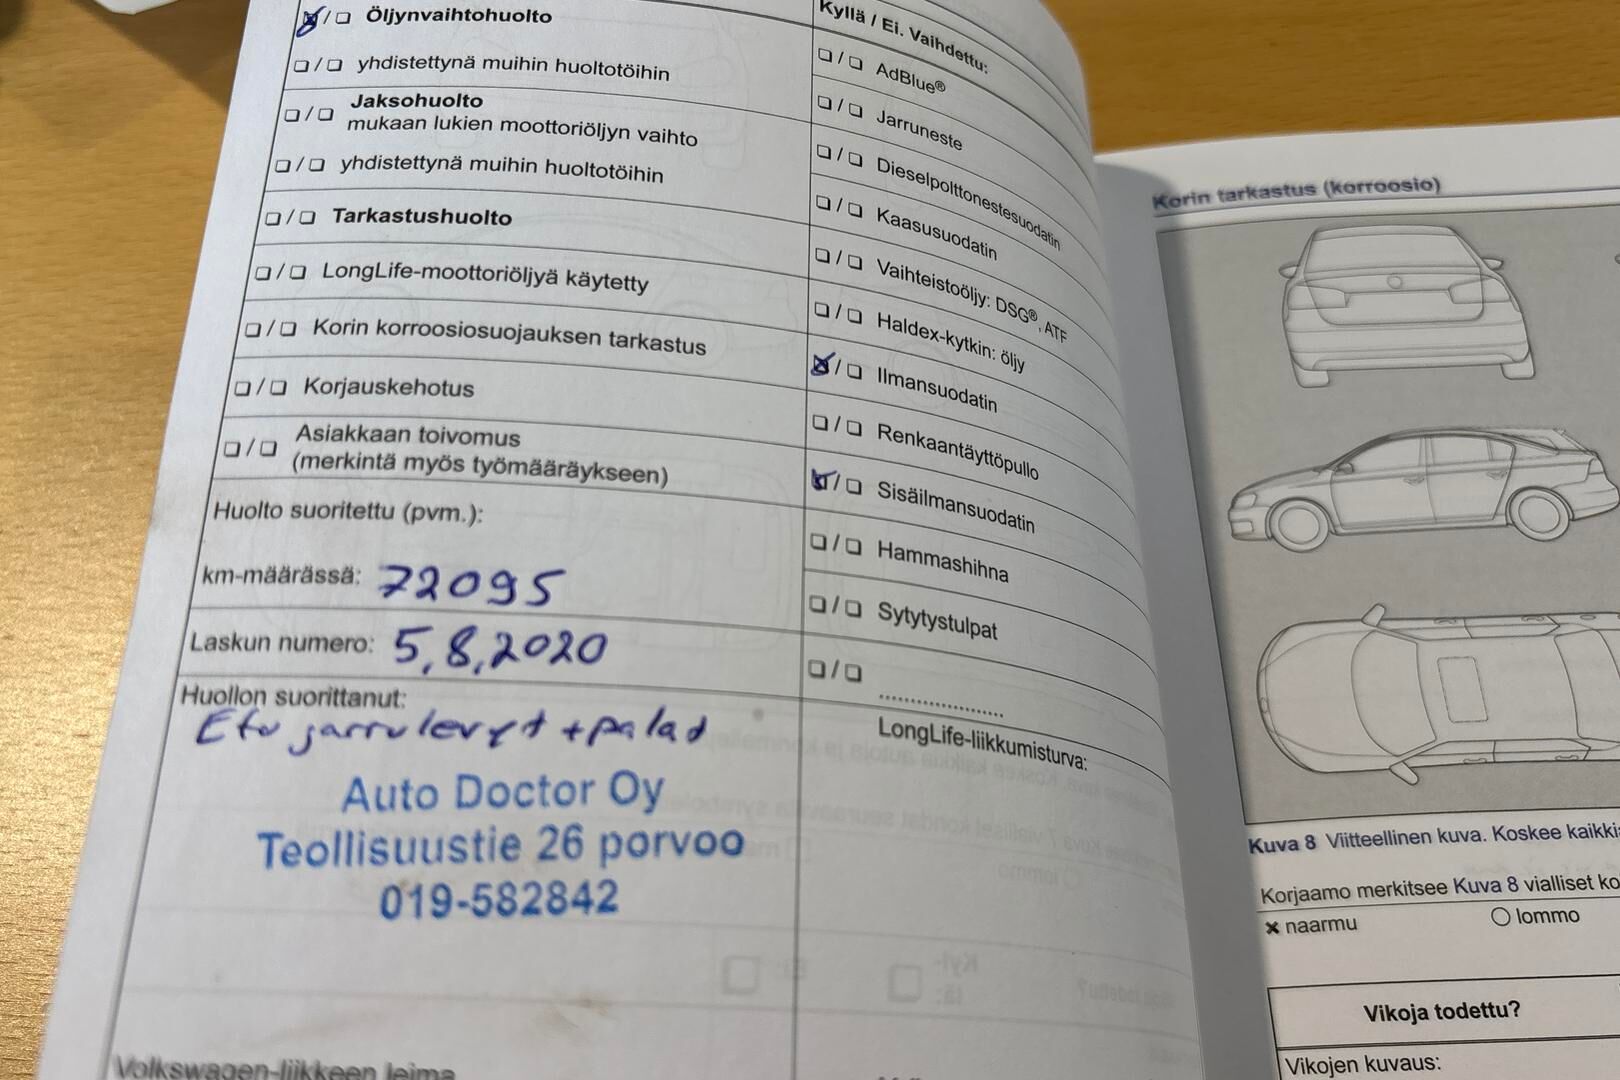 ☒/❏ Öljynvaihtohuolto
❏/❏ yhdistettynä muihin huoltotöihin
❏/❏ Jaksohuolto
mukaan lukien moottoriöljyn vaihto
❏/❏ yhdistettynä muihin huoltotöihin
❏/❏ Tarkastushuolto
❏/❏ LongLife-moottoriöljyä käytetty
❏/❏ Korin korroosiosuojauksen tarkastus
❏/❏ Korjauskehotus
❏/❏ Asiakkaan toivomus
(merkintä myös työmääräykseen)
Huolto suoritettu (pvm.):
km-määrässä: 72095
Laskun numero: 5,8,2020
Huollon suorittanut:
Etu jarrulevyt + palad
Auto Doctor Oy
Teollisuustie 26 porvoo
019-582842
Volkswagen-liikkeen leima
Kyllä / Ei. Vaihdettu:
❏/❏ AdBlue®
❏/❏ Jarruneste
❏/❏ Dieselpolttonestesuodatin
❏/❏ Kaasusuodatin
❏/❏ Vaihteistoöljy: DSG®, ATF
❏/❏ Haldex-kytkin: öljy
☒/❏ Ilmansuodatin
❏/❏ Renkaantäyttöpullo
☒/❏ Sisäilmansuodatin
❏/❏ Hammashihna
❏/❏ Sytytystulpat
❏/❏ ....................
LongLife-liikkumisturva:
Korin tarkastus (korroosio)
Kuva 8 Viitteellinen kuva. Koskee kaikki
Korjaamo merkitsee Kuva 8 vialliset ko
× naarmu ○ lommo
Vikoja todettu?
Vikojen kuvaus: